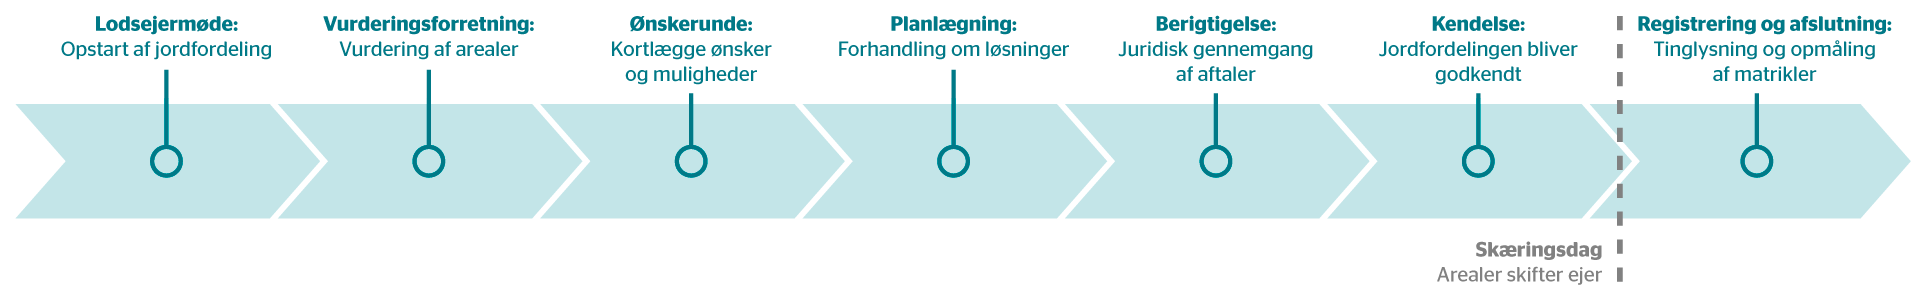 Lodsejermøde:
Opstart af jordfordeling
Vurderingsforretning:
Vurdering af arealer
Ønskerunde:
Kortlægge ønsker
og muligheder
Planlægning:
Forhandling om løsninger
Berigtigelse:
Juridisk gennemgang
af aftaler
Kendelse:
Jordfordelingen bliver
godkendt
Registrering og afslutning:
Tinglysning og opmåling
af matrikler
Skæringsdag
Arealer skifter ejer